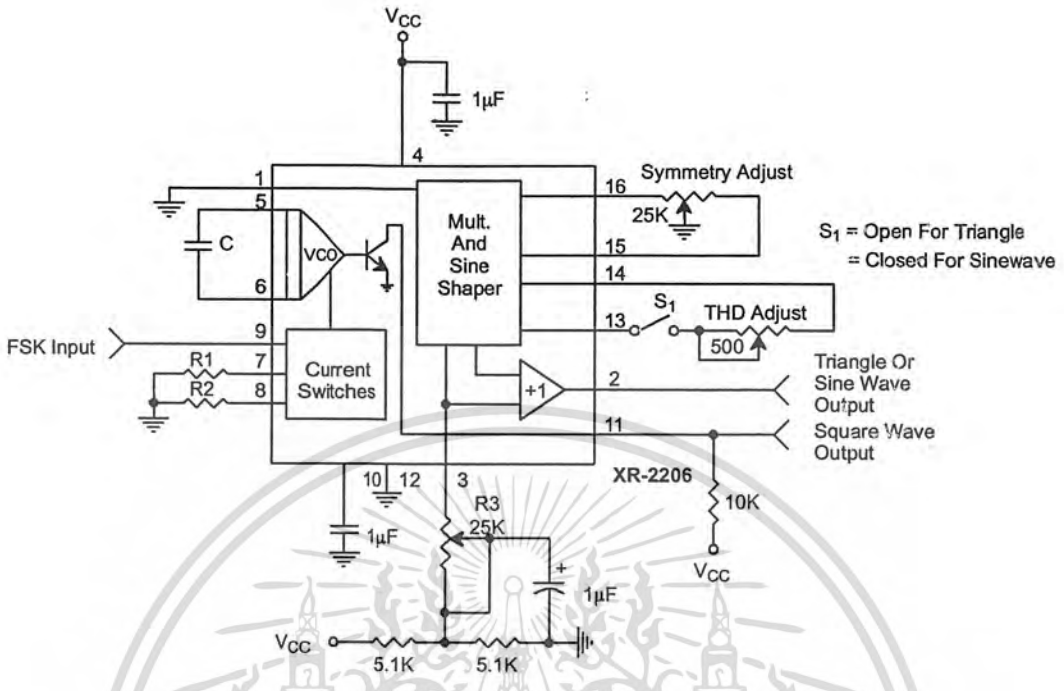 VCC
1µF
4
1
5
C
6
VCO
Mult.
And
Sine
Shaper
16
Symmetry Adjust
25K
15
14
S1 = Open For Triangle
= Closed For Sinewave
13
S1
THD Adjust
500
FSK Input
9
7
8
R1
R2
Current
Switches
+1
2
Triangle Or
Sine Wave
Output
11
Square Wave
Output
XR-2206
10
12
3
1µF
R3
25K
1µF
10K
VCC
VCC
5.1K
5.1K